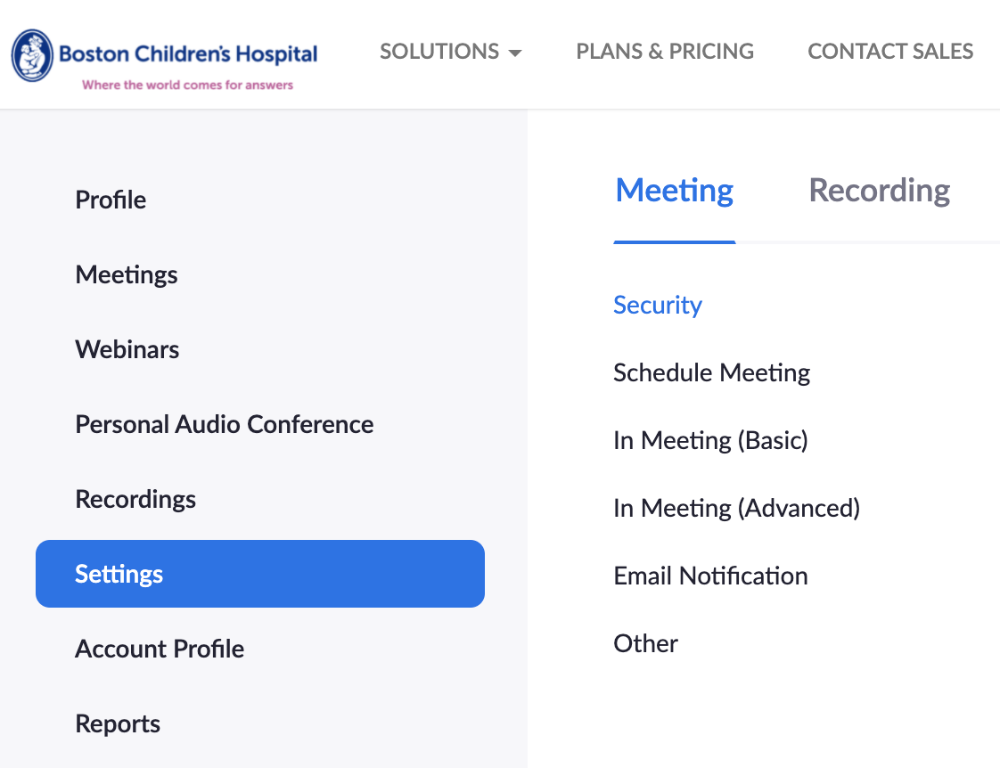 Boston Children's Hospital
Where the world comes for answers
SOLUTIONS
PLANS & PRICING
CONTACT SALES
Profile
Meetings
Webinars
Personal Audio Conference
Recordings
Settings
Account Profile
Reports
Meeting
Recording
Security
Schedule Meeting
In Meeting (Basic)
In Meeting (Advanced)
Email Notification
Other